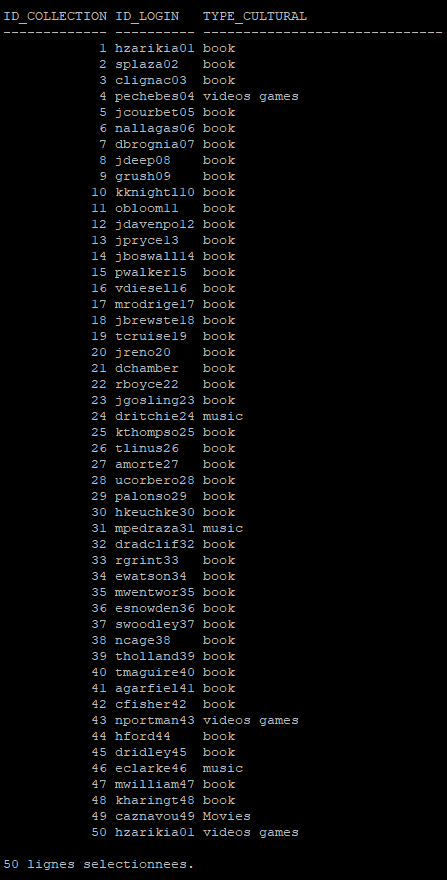 ID_COLLECTION ID_LOGIN   TYPE_CULTURAL
------------- ---------- ------------------------------
            1 hzarikia01 book
            2 splaza02   book
            3 clignac03  book
            4 pechebes04 videos games
            5 jcourbet05 book
            6 nallagas06 book
            7 dbrognia07 book
            8 jdeep08    book
            9 grush09    book
           10 kknightl10 book
           11 obloom11   book
           12 jdavenpo12 book
           13 jpryce13   book
           14 jboswall14 book
           15 pwalker15  book
           16 vdiesel16  book
           17 mrodrige17 book
           18 jbrewste18 book
           19 tcruise19  book
           20 jreno20    book
           21 dchamber   book
           22 rboyce22   book
           23 jgosling23 book
           24 dritchie24 music
           25 kthompso25 book
           26 tlinus26   book
           27 amorte27   book
           28 ucorbero28 book
           29 palonso29  book
           30 hkeuchke30 book
           31 mpedraza31 music
           32 dradclif32 book
           33 rgrint33   book
           34 ewatson34  book
           35 mwentwor35 book
           36 esnowden36 book
           37 swoodley37 book
           38 ncage38    book
           39 tholland39 book
           40 tmaguire40 book
           41 agarfiel41 book
           42 cfisher42  book
           43 nportman43 videos games
           44 hford44    book
           45 dridley45  book
           46 eclarke46  music
           47 mwilliam47 book
           48 kharingt48 book
           49 caznavou49 Movies
           50 hzarikia01 videos games

50 lignes selectionnees.